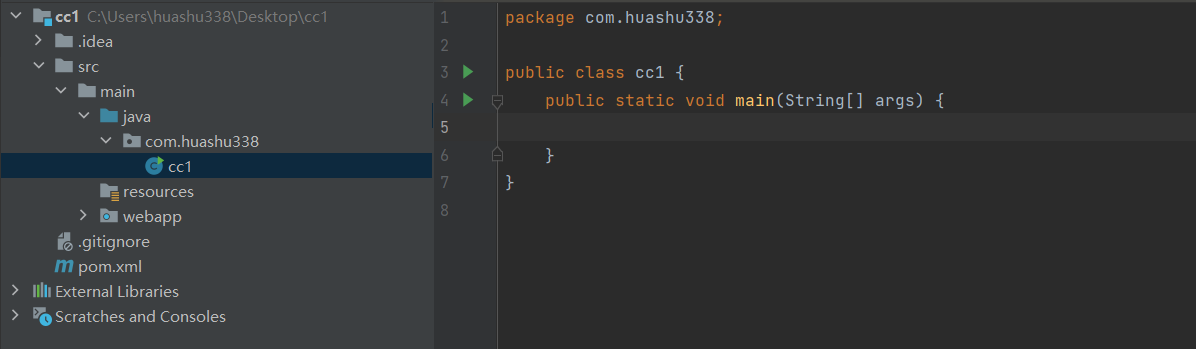 cc1 C:\Users\huashu338\Desktop\cc1
.idea
src
main
java
com.huashu338
cc1
resources
webapp
.gitignore
pom.xml
External Libraries
Scratches and Consoles
1 package com.huashu338;
2
3 public class cc1 {
4 public static void main(String[] args) {
5
6 }
7 }
8